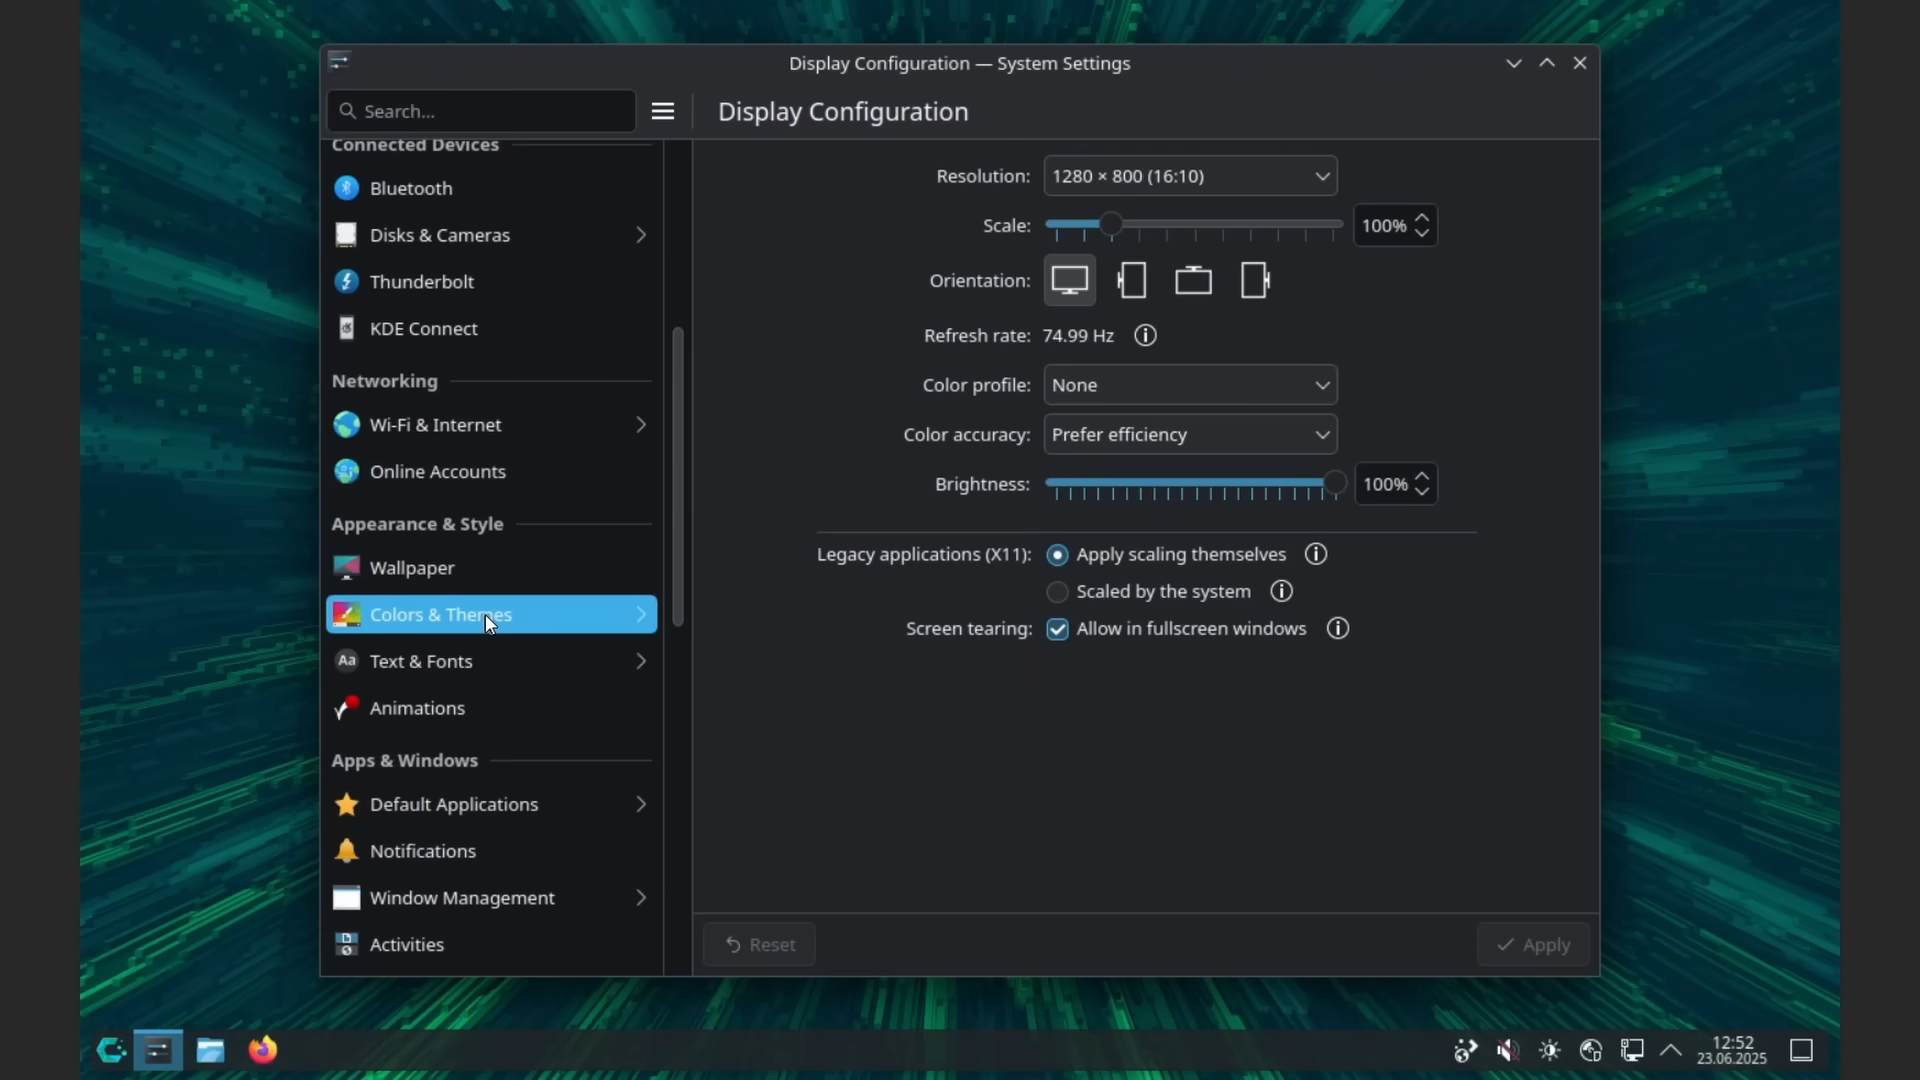 Display Configuration — System Settings
Search...
Display Configuration
Connected Devices
Bluetooth
Disks & Cameras
Thunderbolt
KDE Connect
Networking
Wi-Fi & Internet
Online Accounts
Appearance & Style
Wallpaper
Colors & Themes
Aa Text & Fonts
Animations
Apps & Windows
Default Applications
Notifications
Window Management
Activities
Resolution: 1280 × 800 (16:10)
Scale: 100%
Orientation:
Refresh rate: 74.99 Hz
Color profile: None
Color accuracy: Prefer efficiency
Brightness: 100%
Legacy applications (X11): Apply scaling themselves
Scaled by the system
Screen tearing: Allow in fullscreen windows
Reset
Apply
12:52
23.06.2025